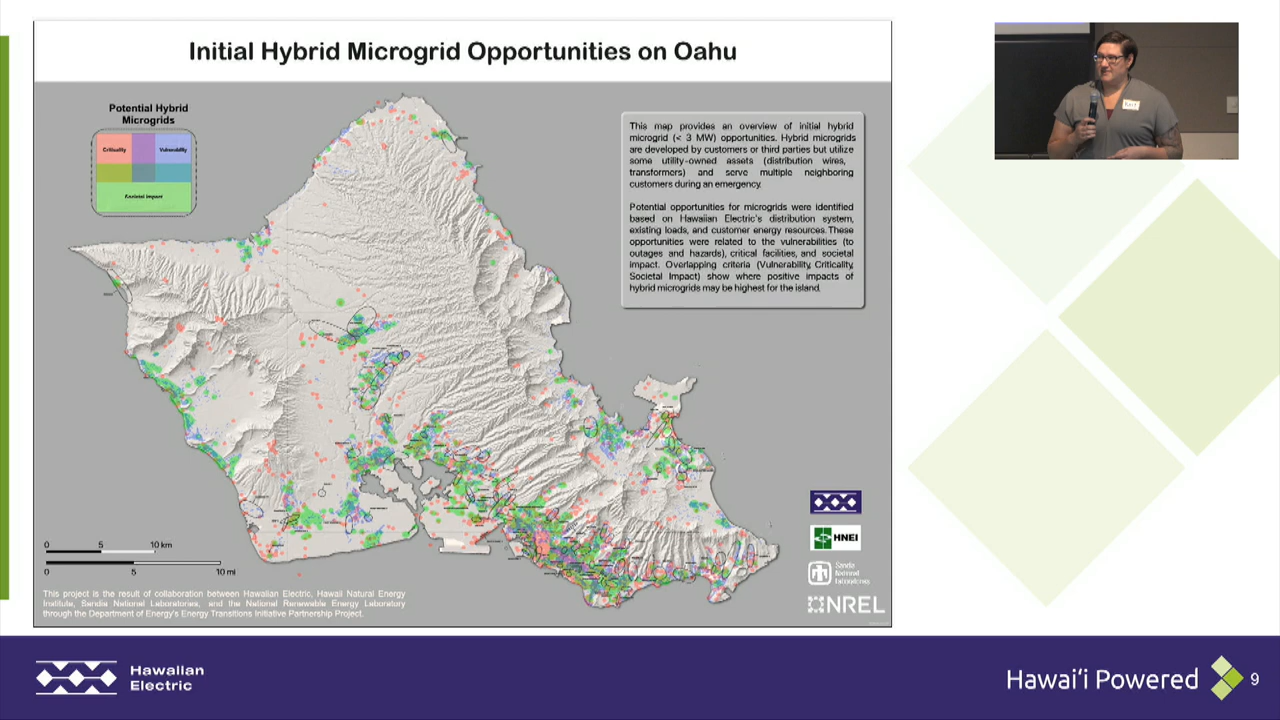 Initial Hybrid Microgrid Opportunities on Oahu
Potential Hybrid
Microgrids
Criticality
Vulnerability
Societal Impact
This map provides an overview of initial hybrid
microgrid (< 3 MW) opportunities. Hybrid microgrids
are developed by customers or third parties but utilize
some utility-owned assets (distribution wires,
transformers) and serve multiple neighboring
customers during an emergency.
Potential opportunities for microgrids were identified
based on Hawaiian Electric's distribution system,
existing loads, and customer energy resources. These
opportunities were related to the vulnerabilities (to
outages and hazards), critical facilities, and societal
impact. Overlapping criteria (Vulnerability, Criticality,
Societal Impact) show where positive impacts of
hybrid microgrids may be highest for the island.
HNEI
Sandia
National
Laboratories
NREL
0 5 10 km
0 5 10 mi
This project is the result of collaboration between Hawaiian Electric, Hawaii Natural Energy
Institute, Sandia National Laboratories, and the National Renewable Energy Laboratory
through the Department of Energy's Energy Transitions Initiative Partnership Project.
Hawaiian
Electric
Hawaiʻi Powered
9